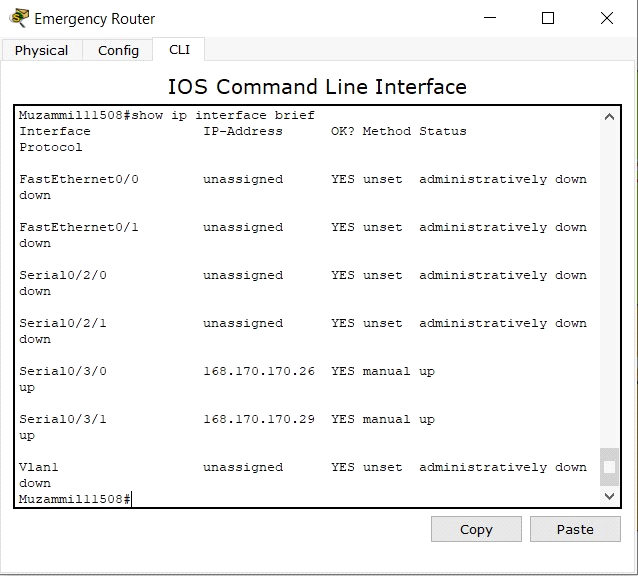 Emergency Router
Physical Config CLI
IOS Command Line Interface
Muzammil11508#show ip interface brief
Interface IP-Address OK? Method Status
Protocol
FastEthernet0/0 unassigned YES unset administratively down
down
FastEthernet0/1 unassigned YES unset administratively down
down
Serial0/2/0 unassigned YES unset administratively down
down
Serial0/2/1 unassigned YES unset administratively down
down
Serial0/3/0 168.170.170.26 YES manual up
up
Serial0/3/1 168.170.170.29 YES manual up
up
Vlan1 unassigned YES unset administratively down
down
Muzammil11508#
Copy Paste